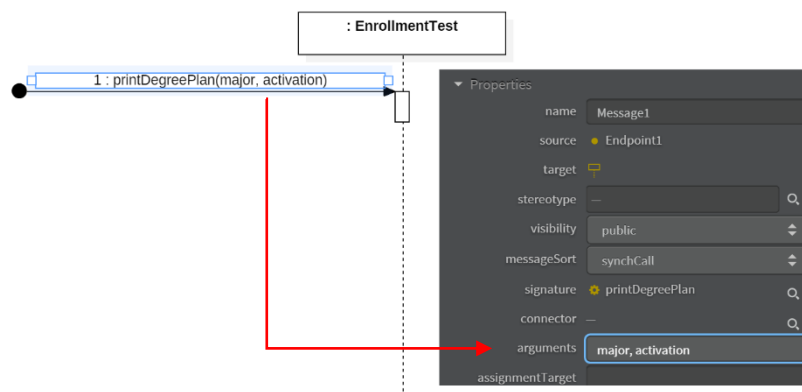 : EnrollmentTest
1 : printDegreePlan(major, activation)
Properties
name Message1
source Endpoint1
target
stereotype —
visibility public
messageSort synchCall
signature printDegreePlan
connector —
arguments major, activation
assignmentTarget